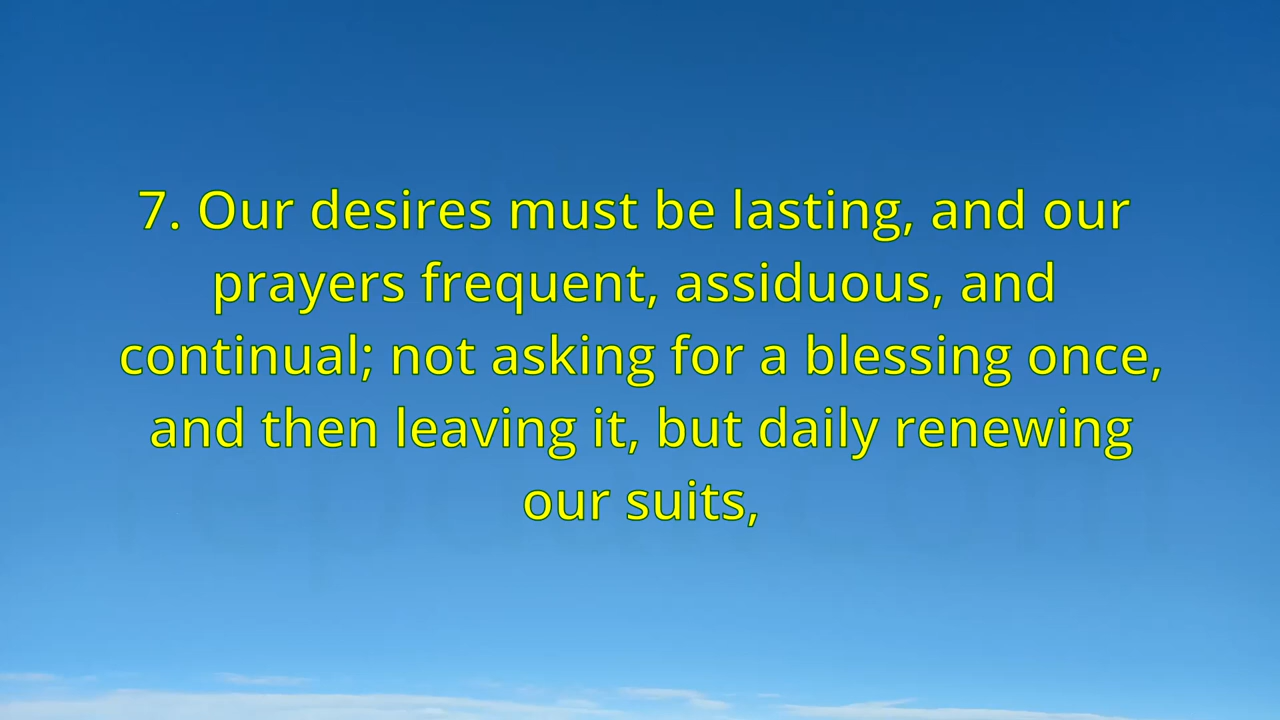 7. Our desires must be lasting, and our
prayers frequent, assiduous, and
continual; not asking for a blessing once,
and then leaving it, but daily renewing
our suits,